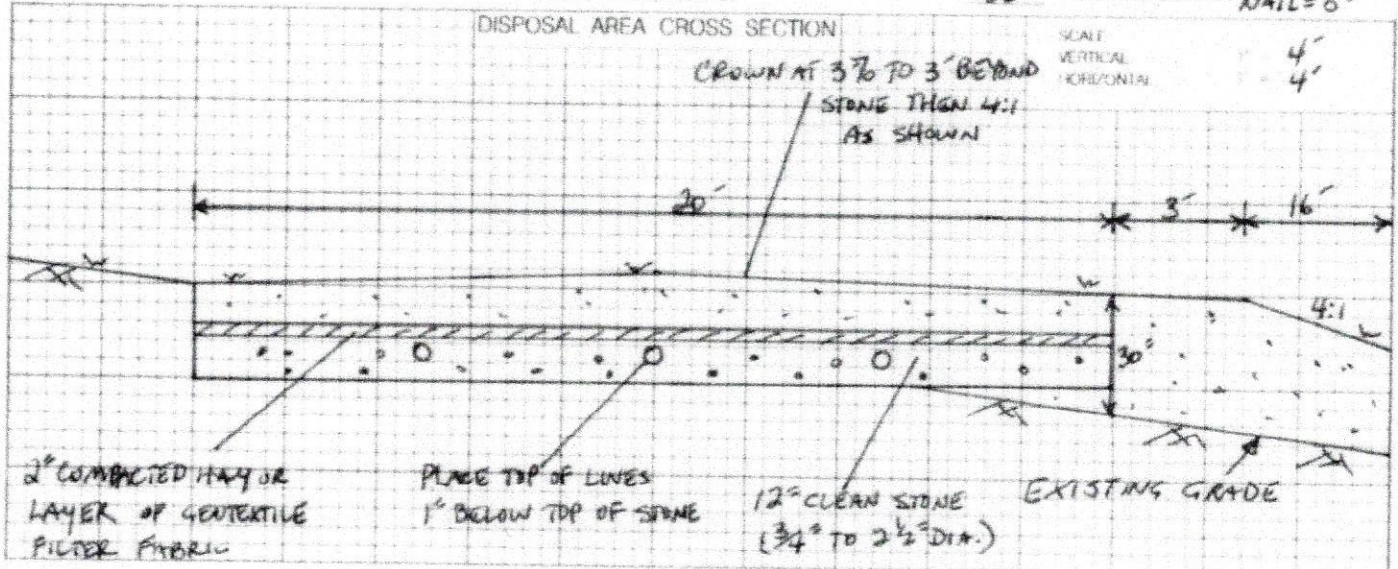 NAIL = 0"
DISPOSAL AREA CROSS SECTION
SCALE
VERTICAL 4'
HORIZONTAL 4'
CROWN AT 3% TO 3' BEYOND
STONE THEN 4:1
AS SHOWN
20'
3'
16'
4:1
30"
2" COMPACTED HAY OR
LAYER OF GEOTEXTILE
FILTER FABRIC
PLACE TOP OF LINES
1" BELOW TOP OF STONE
12" CLEAN STONE
(3/4" TO 2 1/2" DIA.)
EXISTING GRADE